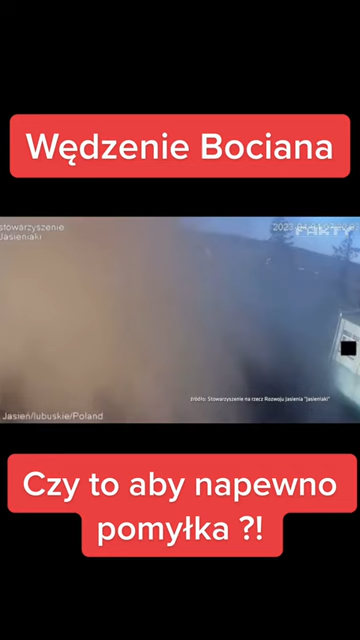 Wędzenie Bociana
stowarzyszenie
Jasieniaki
FAKTY
źródło: Stowarzyszenie na rzecz Rozwoju Jasienia "Jasieniaki"
Jasień/lubuskie/Poland
Czy to aby napewno
pomyłka ?!